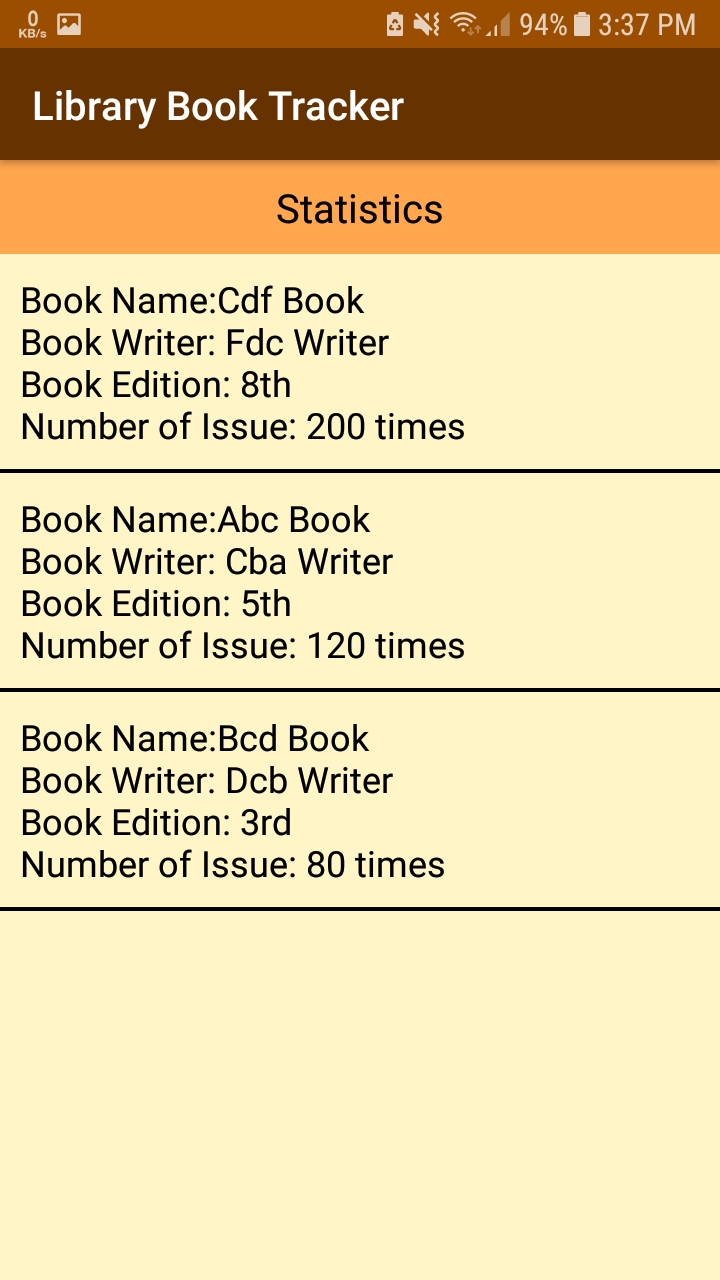 0
KB/s
94%
3:37 PM
Library Book Tracker
Statistics
Book Name:Cdf Book
Book Writer: Fdc Writer
Book Edition: 8th
Number of Issue: 200 times
Book Name:Abc Book
Book Writer: Cba Writer
Book Edition: 5th
Number of Issue: 120 times
Book Name:Bcd Book
Book Writer: Dcb Writer
Book Edition: 3rd
Number of Issue: 80 times